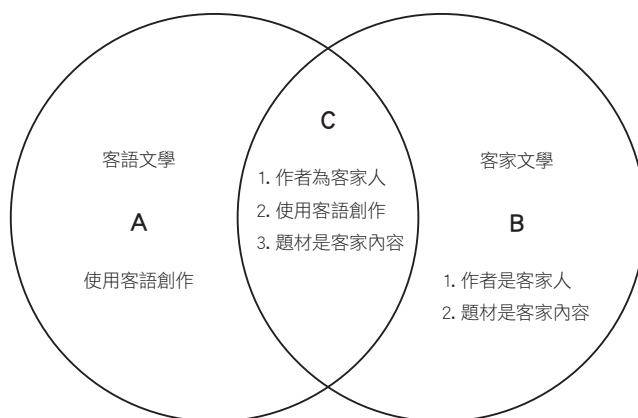 客語文學
A
使用客語創作
C
1. 作者為客家人
2. 使用客語創作
3. 題材是客家內容
客家文學
B
1. 作者是客家人
2. 題材是客家內容